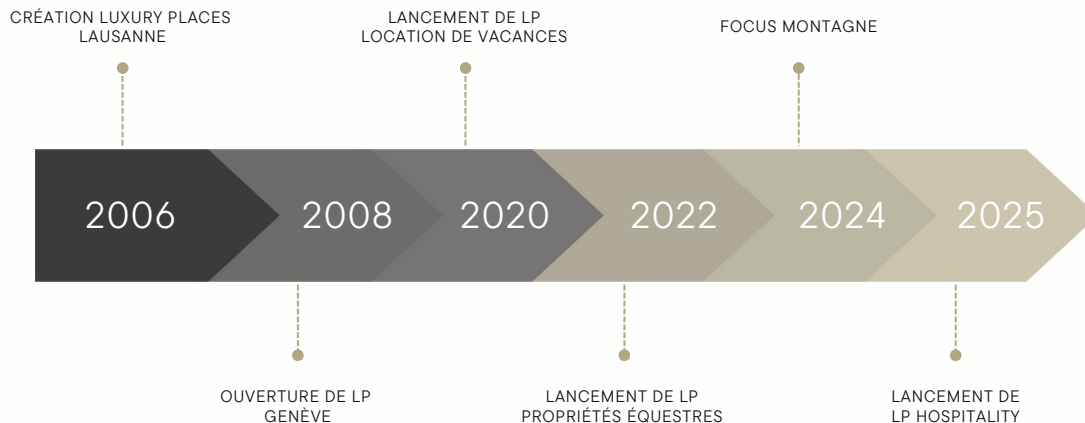 CRÉATION LUXURY PLACES
LAUSANNE
LANCEMENT DE LP
LOCATION DE VACANCES
FOCUS MONTAGNE
2006
2008
2020
2022
2024
2025
OUVERTURE DE LP
GENÈVE
LANCEMENT DE LP
PROPRIÉTÉS ÉQUESTRES
LANCEMENT DE
LP HOSPITALITY